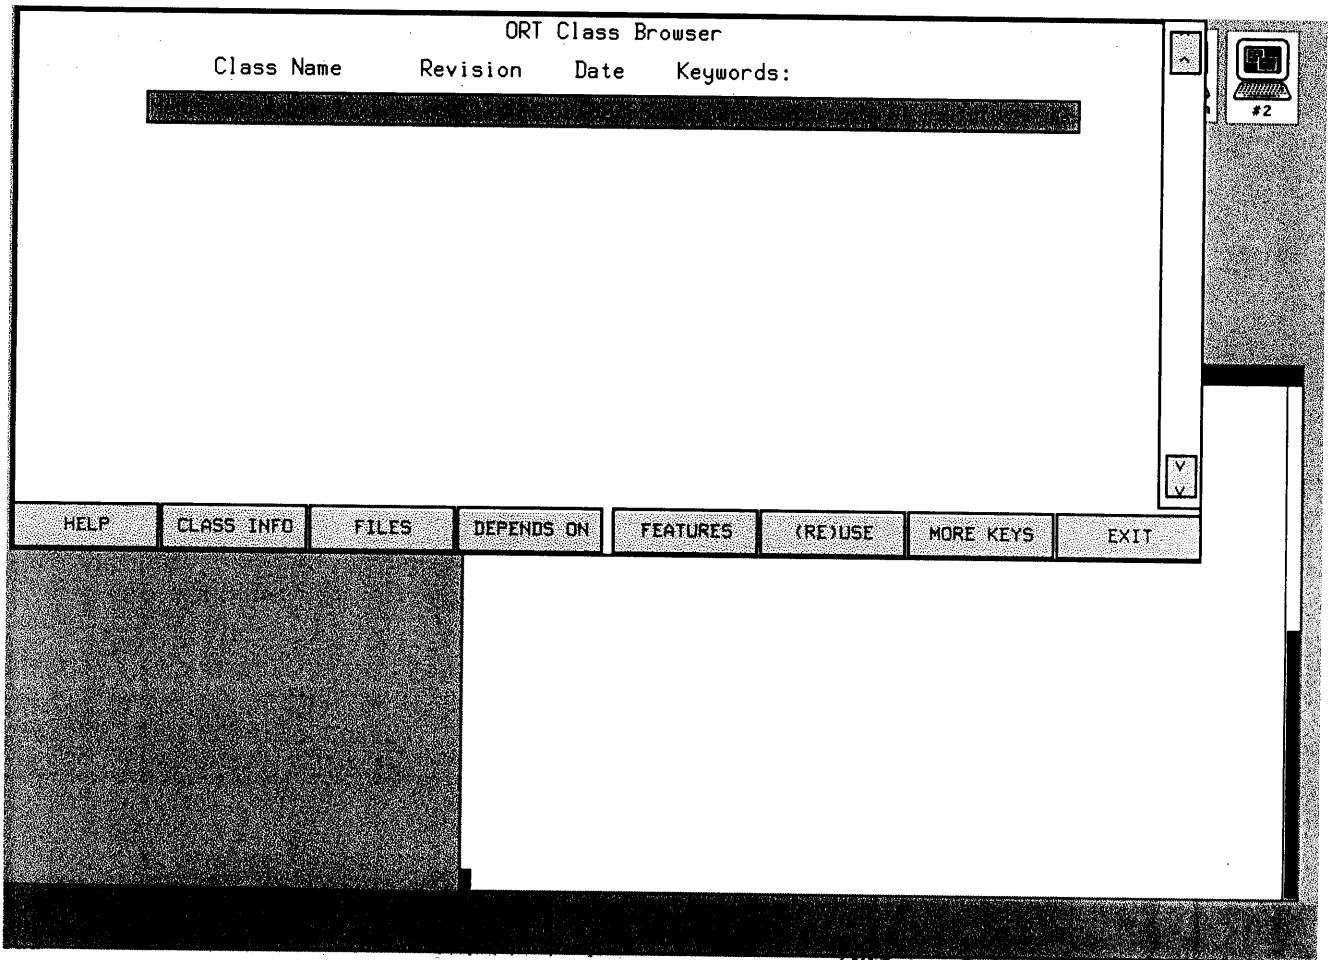 ORT Class Browser
Class Name Revision Date Keywords:
#2
HELP CLASS INFO FILES DEPENDS ON FEATURES (RE)USE MORE KEYS EXIT